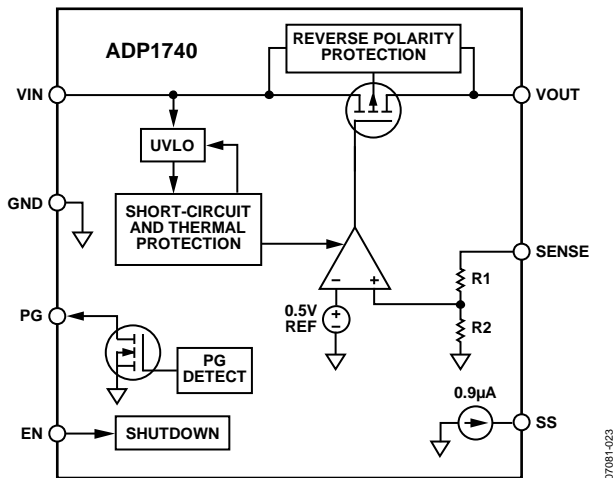 ADP1740
REVERSE POLARITY
PROTECTION
VIN
VOUT
UVLO
GND
SHORT-CIRCUIT
AND THERMAL
PROTECTION
SENSE
R1
– +
PG
0.5V
REF
+
–
R2
PG
DETECT
0.9µA
EN
SHUTDOWN
SS
07081-023